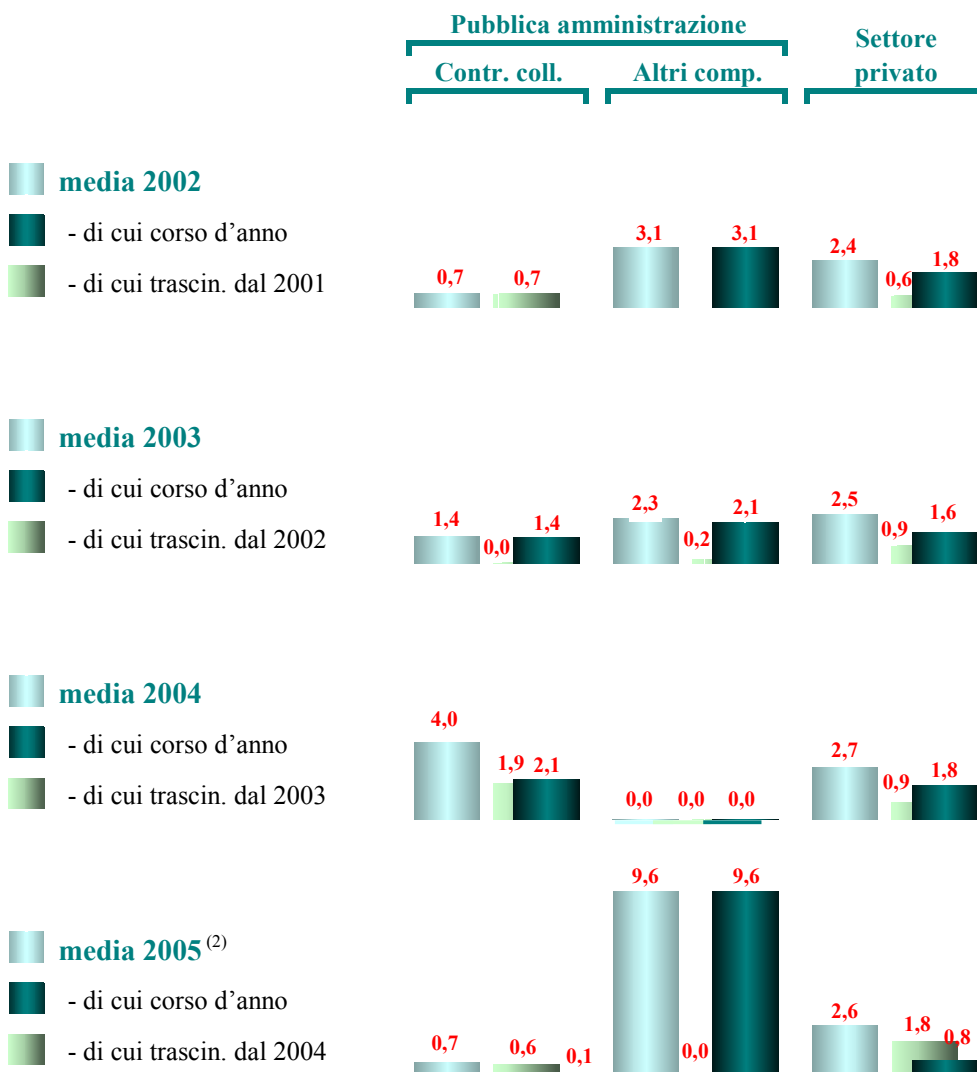 Pubblica amministrazione
Settore privato
Contr. coll.
Altri comp.
media 2002
- di cui corso d’anno
- di cui trascin. dal 2001
0,7 0,7
3,1 3,1
2,4 0,6 1,8
media 2003
- di cui corso d’anno
- di cui trascin. dal 2002
1,4 0,0 1,4
2,3 0,2 2,1
2,5 0,9 1,6
media 2004
- di cui corso d’anno
- di cui trascin. dal 2003
4,0 1,9 2,1
0,0 0,0 0,0
2,7 0,9 1,8
media 2005 (2)
- di cui corso d’anno
- di cui trascin. dal 2004
0,7 0,6 0,1
9,6 0,0 9,6
2,6 1,8 0,8